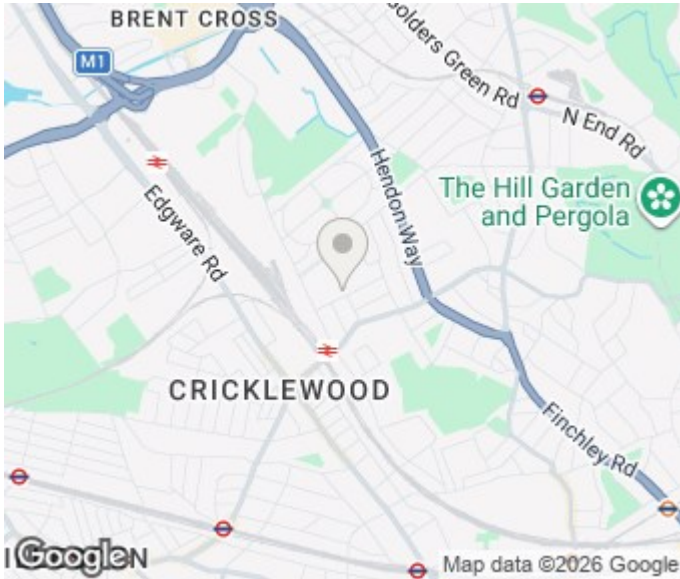 BRENT CROSS
M1
Golders Green Rd
N End Rd
The Hill Garden
and Pergola
Hendon Way
Edgware Rd
CRICKLEWOOD
Finchley Rd
Google
Map data ©2026 Google